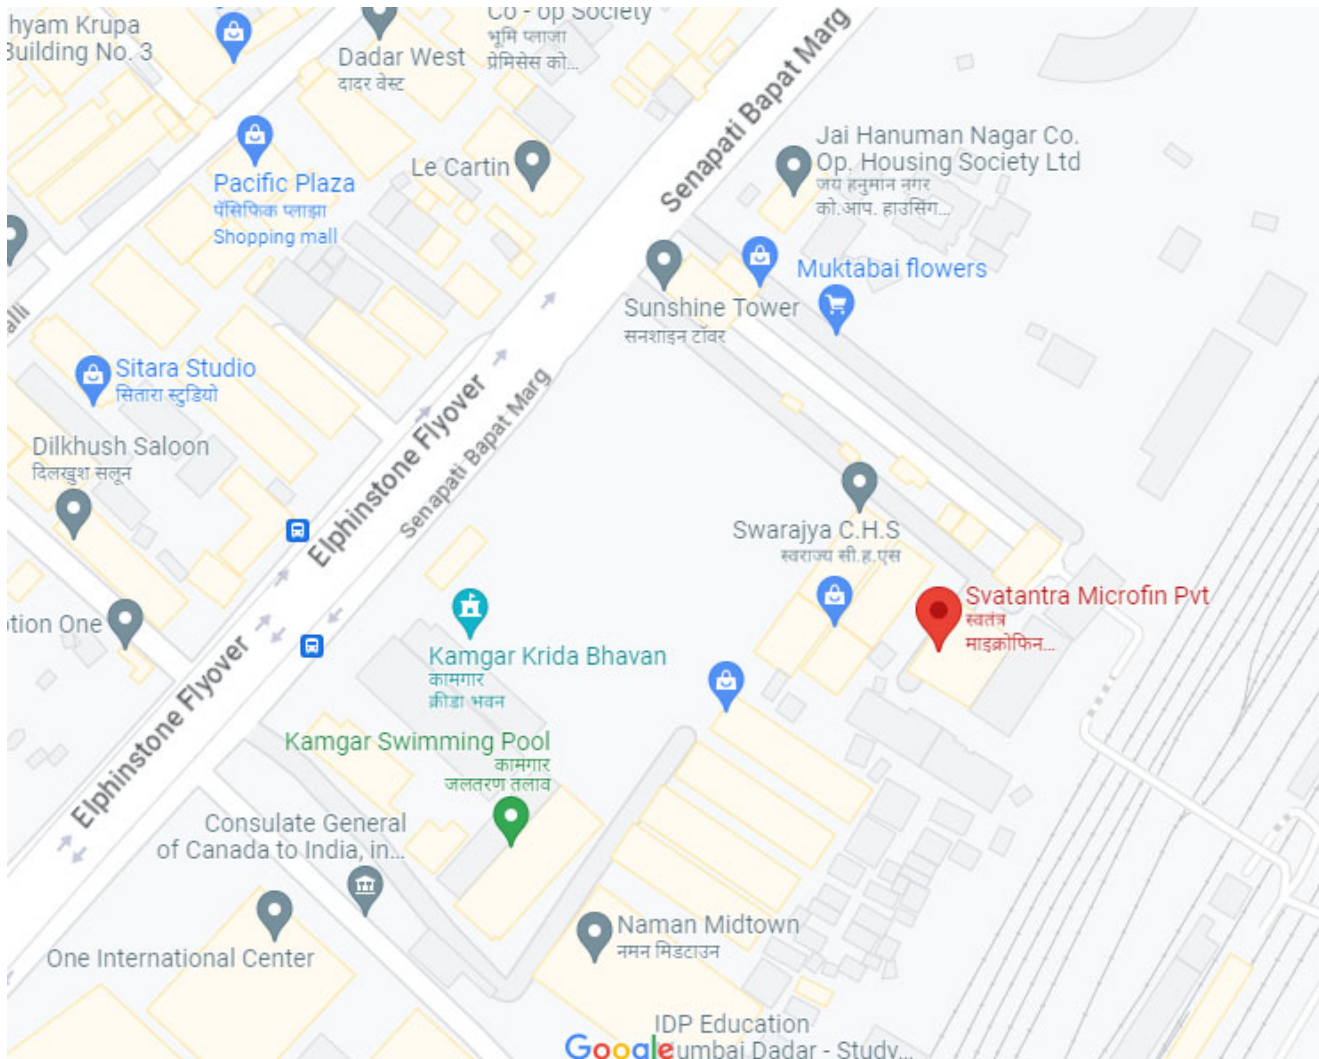 hyam Krupa
Building No. 3
Dadar West
दादर वेस्ट
Co - op Society
भूमि प्लाजा
प्रेमिसेस को...
Senapati Bapat Marg
Jai Hanuman Nagar Co.
Op. Housing Society Ltd
जय हनुमान नगर
को.आप. हाउसिंग...
Le Cartin
Pacific Plaza
पॅसिफिक प्लाझा
Shopping mall
Muktabai flowers
Sunshine Tower
सनशाइन टॉवर
alli
Sitara Studio
सितारा स्टुडियो
Elphinstone Flyover
Senapati Bapat Marg
Dilkhush Saloon
दिलखुश सलून
Swarajya C.H.S
स्वराज्य सी.ह.एस
Svatantra Microfin Pvt
स्वतंत्र
माइक्रोफिन...
tion One
Kamgar Krida Bhavan
कामगार
क्रीडा भवन
Elphinstone Flyover
Kamgar Swimming Pool
कामगार
जलतरण तलाव
Consulate General
of Canada to India, in...
Naman Midtown
नमन मिडटाउन
One International Center
IDP Education
Google
umbai Dadar - Study...